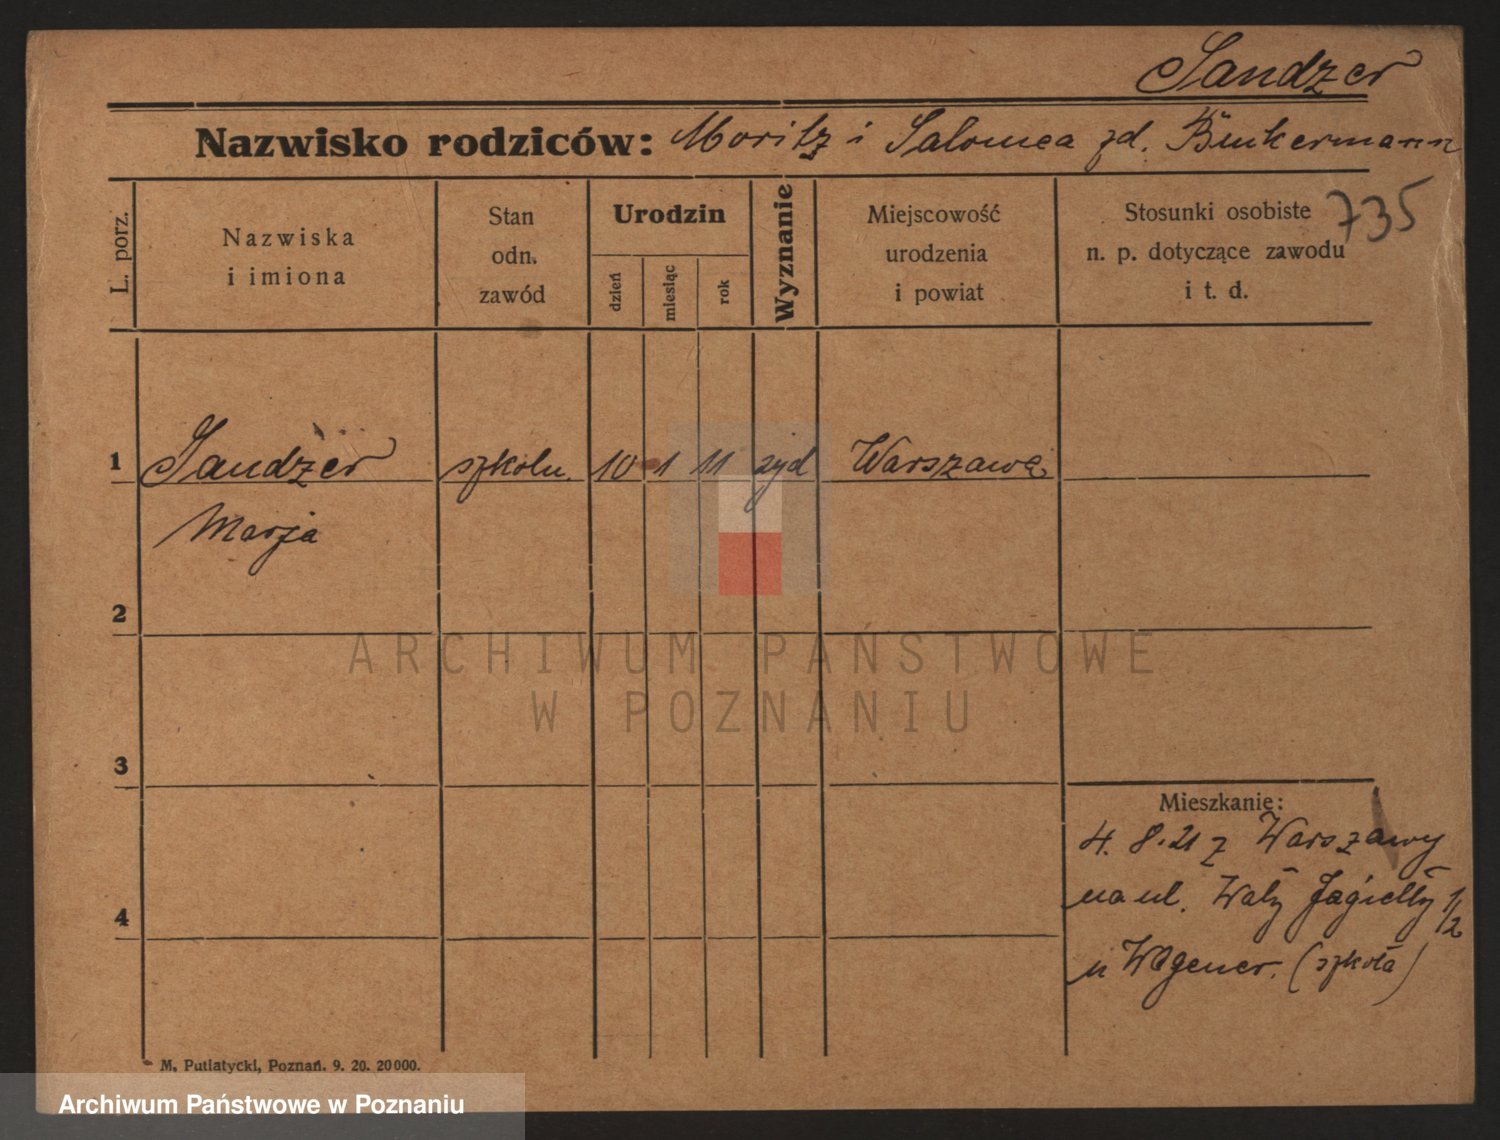 Sandzer
Nazwisko rodziców: Moritz i Salomea zd. Binkermann
735
L. porz.
Nazwiska
i imiona
Stan
odn.
zawód
Urodzin
dzień
miesiąc
rok
Wyznanie
Miejscowość
urodzenia
i powiat
Stosunki osobiste
n. p. dotyczące zawodu
i t. d.
1 Sandzer szkoln. 10 1 11 żyd Warszawa
Marja
2
ARCHIWUM PAŃSTWOWE
W POZNANIU
3
Mieszkanie:
4. 8. 21 z Warszawy
na ul. Wały Jagiełły 1/2
4
u Wegener. (szkoła)
M. Putiatycki, Poznań. 9. 20. 20000.
Archiwum Państwowe w Poznaniu